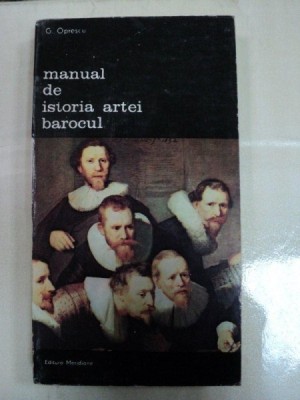 G. Oprescu
manual
de
istoria artei
barocul
Editura Meridiane